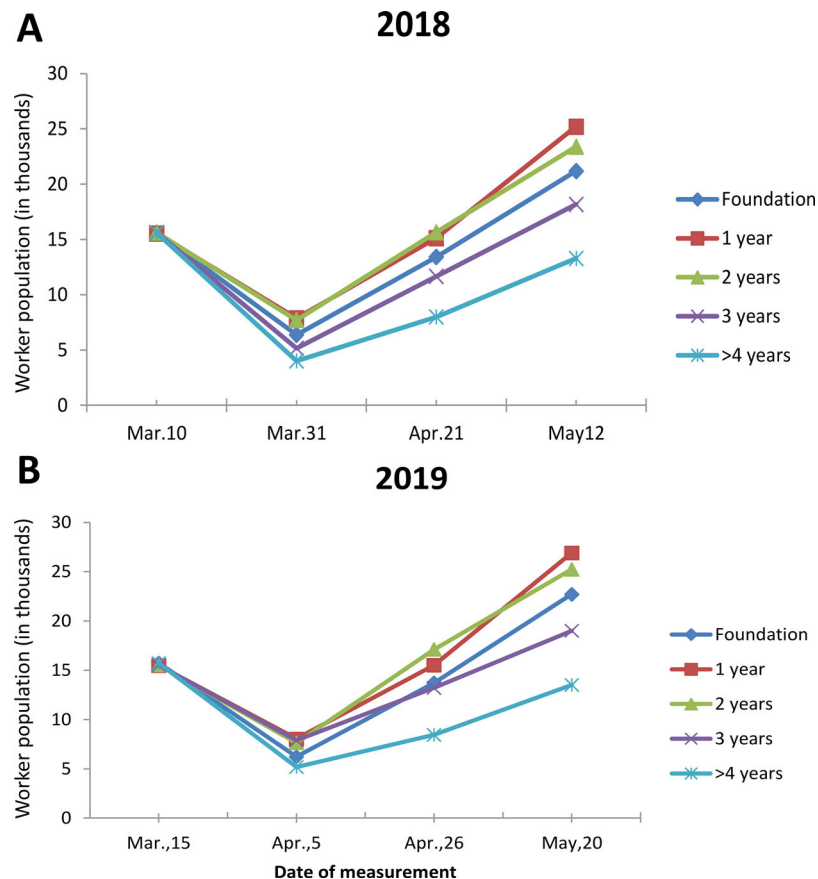 A
2018
Worker population (in thousands)
30
25
20
15
10
5
0
Mar.10
Mar.31
Apr.21
May12
Foundation
1 year
2 years
3 years
>4 years
B
2019
Worker population (in thousands)
30
25
20
15
10
5
0
Mar.,15
Apr.,5
Apr.,26
May,20
Date of measurement
Foundation
1 year
2 years
3 years
>4 years